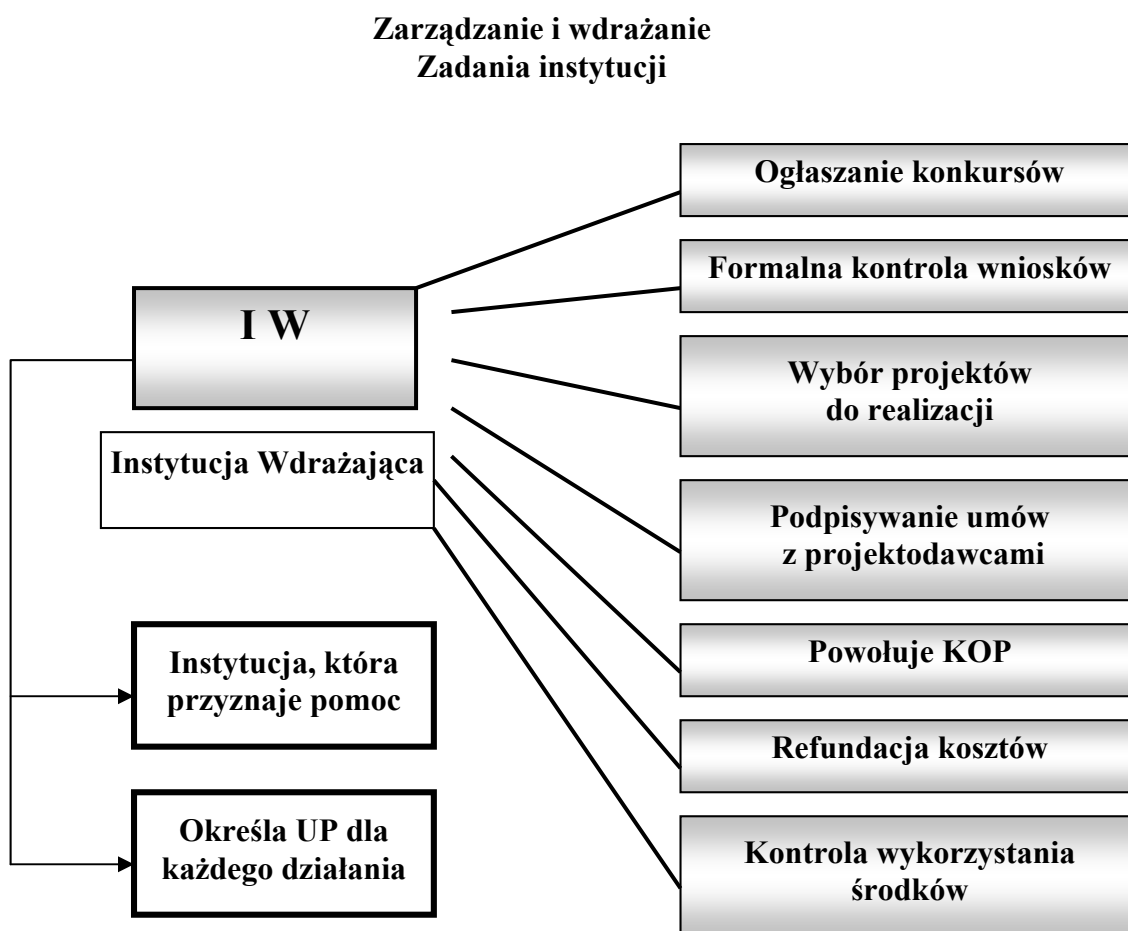 Zarządzanie i wdrażanie
Zadania instytucji
I W
Instytucja Wdrażająca
Instytucja, która
przyznaje pomoc
Określa UP dla
każdego działania
Ogłaszanie konkursów
Formalna kontrola wniosków
Wybór projektów
do realizacji
Podpisywanie umów
z projektodawcami
Powołuje KOP
Refundacja kosztów
Kontrola wykorzystania
środków